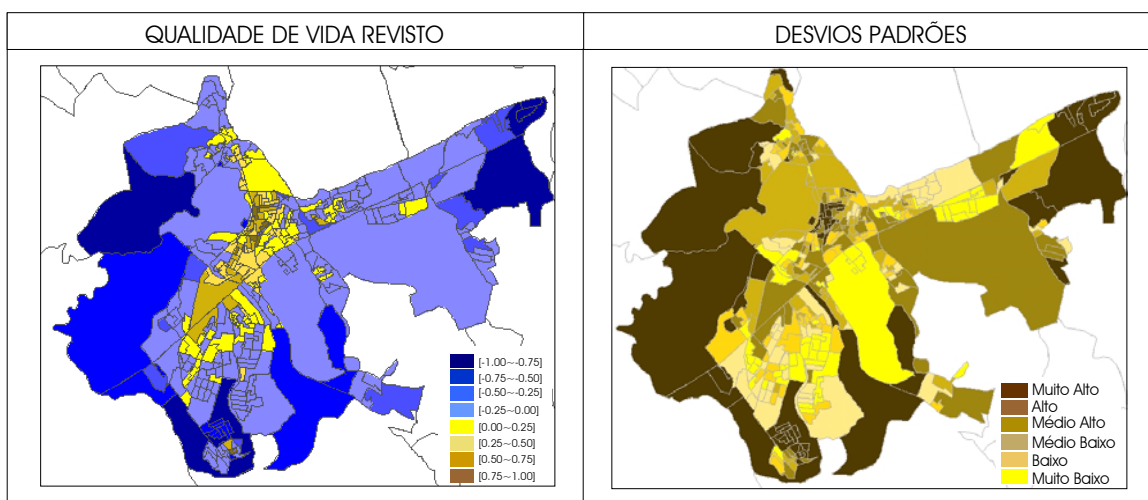 QUALIDADE DE VIDA REVISTO
DESVIOS PADRÕES
[-1.00~-0.75]
[-0.75~-0.50]
[-0.50~-0.25]
[-0.25~0.00]
[0.00~0.25]
[0.25~0.50]
[0.50~0.75]
[0.75~1.00]
Muito Alto
Alto
Médio Alto
Médio Baixo
Baixo
Muito Baixo